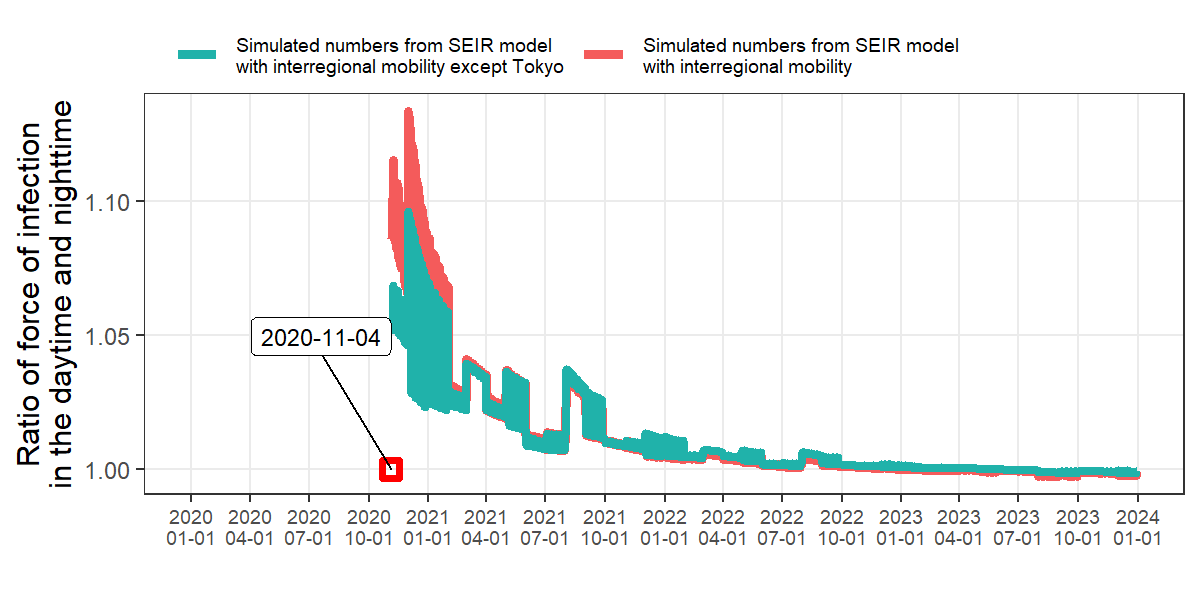 Simulated numbers from SEIR model
with interregional mobility except Tokyo
Simulated numbers from SEIR model
with interregional mobility
Ratio of force of infection
in the daytime and nighttime
1.10
1.05
1.00
2020-11-04
2020 2020 2020 2020 2021 2021 2021 2021 2022 2022 2022 2022 2023 2023 2023 2023 2024
01-01 04-01 07-01 10-01 01-01 04-01 07-01 10-01 01-01 04-01 07-01 10-01 01-01 04-01 07-01 10-01 01-01